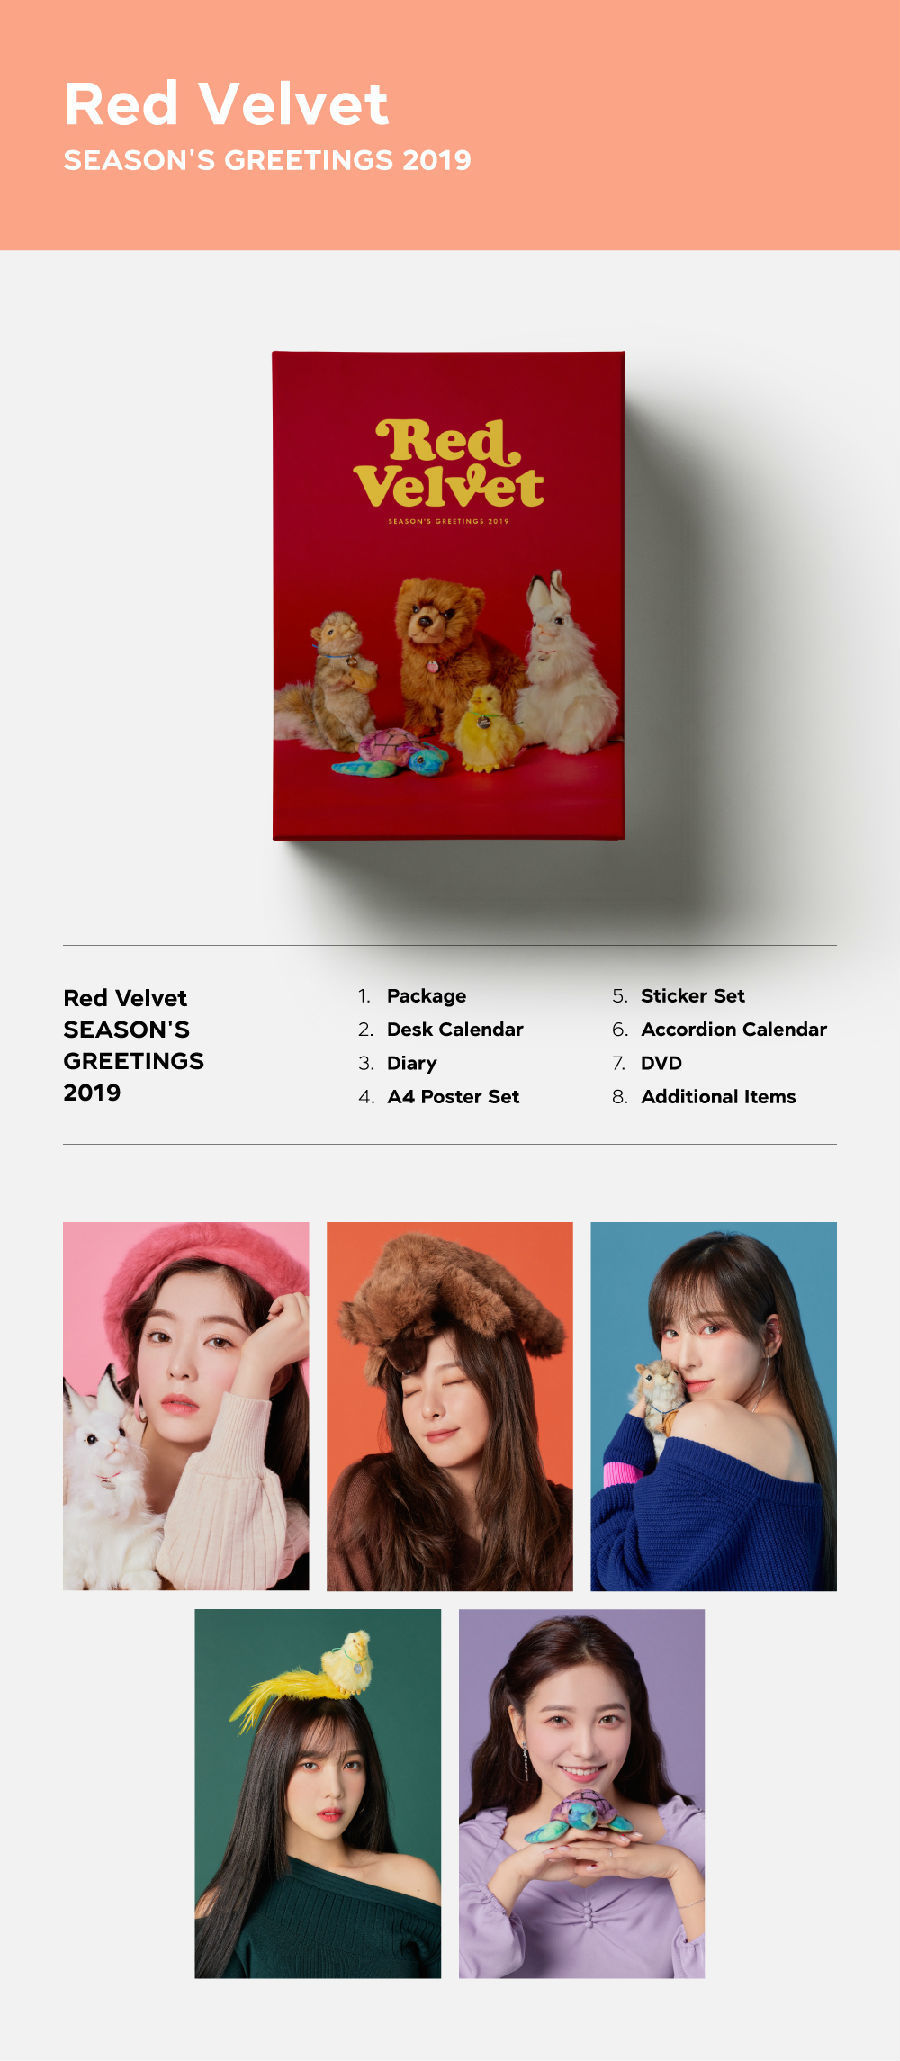 Red Velvet
SEASON'S GREETINGS 2019
Red
Velvet
SEASON'S GREETINGS 2019
Red Velvet
SEASON'S
GREETINGS
2019
1. Package
2. Desk Calendar
3. Diary
4. A4 Poster Set
5. Sticker Set
6. Accordion Calendar
7. DVD
8. Additional Items